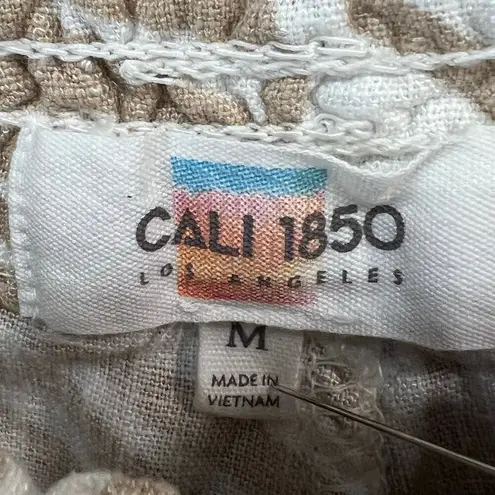 CALI 1850
LOS ANGELES
M
MADE IN
VIETNAM